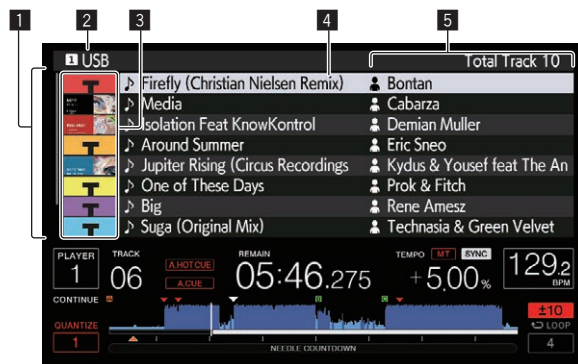 1 2 3 4 5
1 USB Total Track 10
Firefly (Christian Nielsen Remix) Bontan
Media Cabarza
Isolation Feat KnowKontrol Demian Muller
Around Summer Eric Sneo
Jupiter Rising (Circus Recordings Kydus & Yousef feat The An
One of These Days Prok & Fitch
Big Rene Amesz
Suga (Original Mix) Technasia & Green Velvet
PLAYER TRACK REMAIN TEMPO MT SYNC
1 06 A.HOT CUE A.CUE 05:46.275 +5.00% 129.2 BPM
CONTINUE ±10
QUANTIZE LOOP
1 NEEDLE COUNTDOWN 4